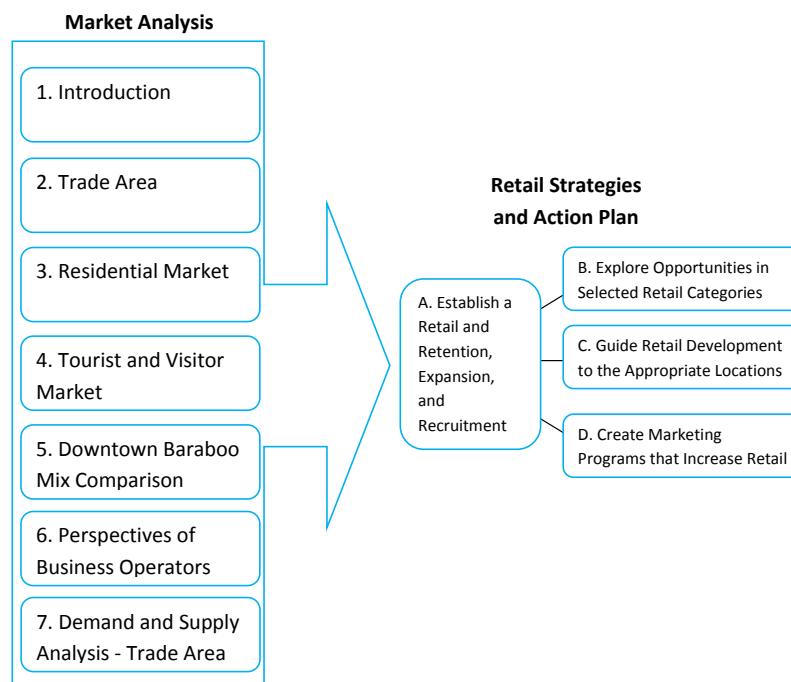 Market Analysis
1. Introduction
2. Trade Area
3. Residential Market
4. Tourist and Visitor
Market
5. Downtown Baraboo
Mix Comparison
6. Perspectives of
Business Operators
7. Demand and Supply
Analysis - Trade Area
Retail Strategies
and Action Plan
A. Establish a
Retail and
Retention,
Expansion,
and
Recruitment
B. Explore Opportunities in
Selected Retail Categories
C. Guide Retail Development
to the Appropriate Locations
D. Create Marketing
Programs that Increase Retail